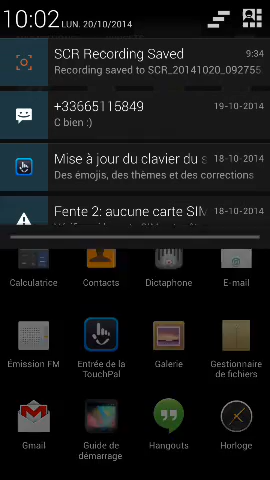 10:02 LUN. 20/10/2014
SCR Recording Saved 9:34
Recording saved to SCR_20141020_092755
+33665115849 19-10-2014
C bien :)
Mise à jour du clavier du s 18-10-2014
Des émojis, des thèmes et des corrections
Fente 2: aucune carte SIM 18-10-2014
Calculatrice Contacts Dictaphone E-mail
Émission FM Entrée de la TouchPal Galerie Gestionnaire de fichiers
Gmail Guide de démarrage Hangouts Horloge